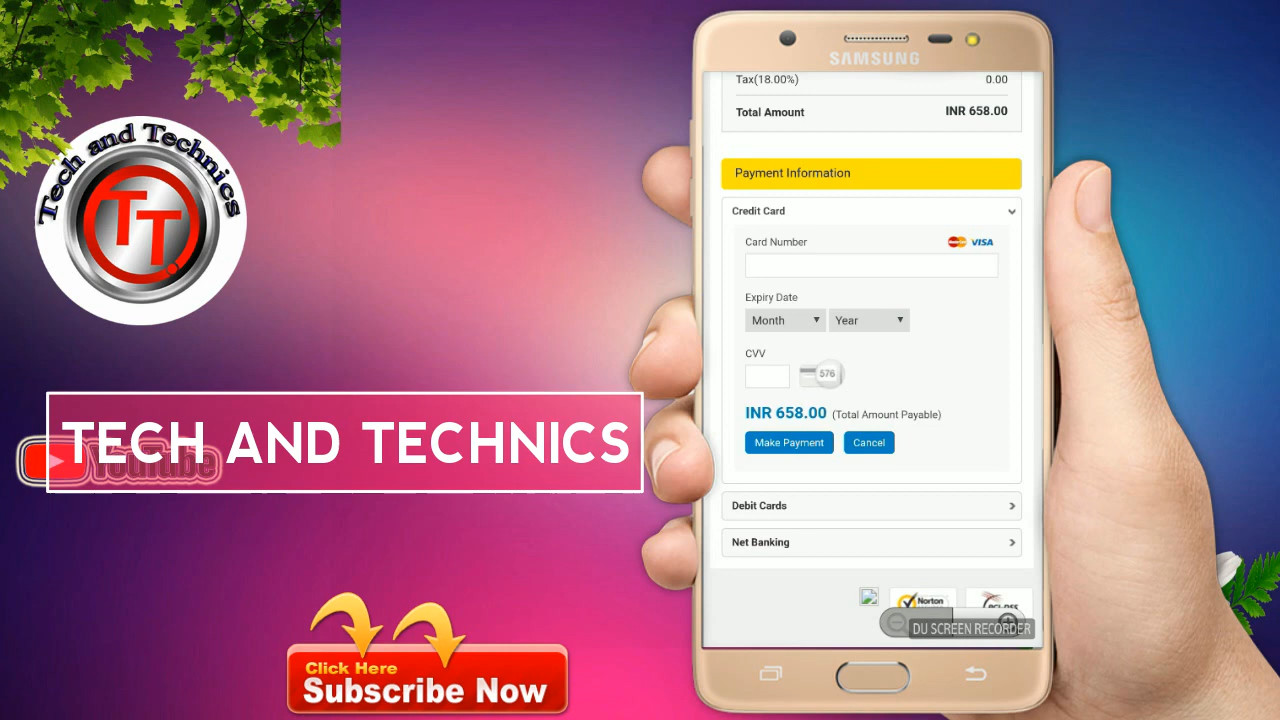 Tech and Technics
TT
TECH AND TECHNICS
YouTube
Click Here
Subscribe Now
SAMSUNG
Tax(18.00%) 0.00
Total Amount INR 658.00
Payment Information
Credit Card
Card Number MasterCard VISA
Expiry Date
Month Year
CVV
576
INR 658.00 (Total Amount Payable)
Make Payment Cancel
Debit Cards
Net Banking
Norton
DU SCREEN RECORDER